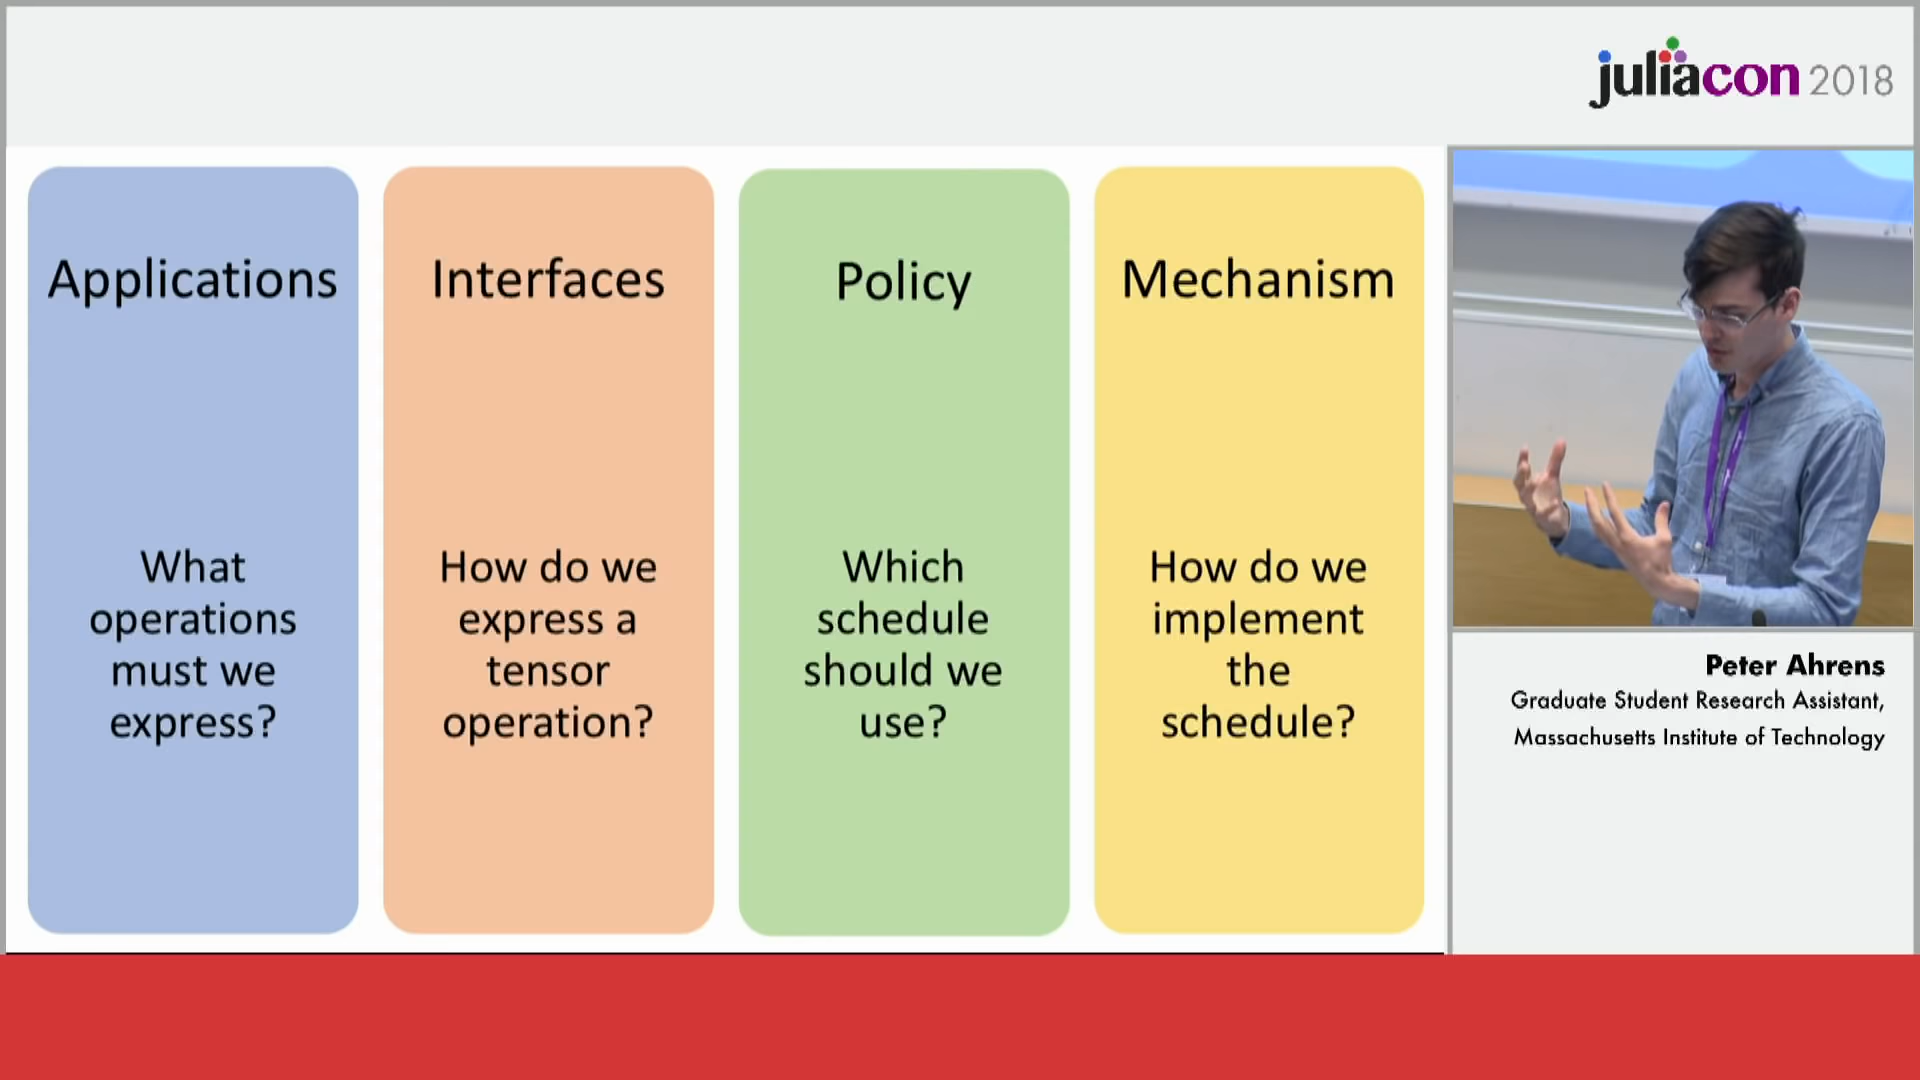 juliacon 2018
Applications
What
operations
must we
express?
Interfaces
How do we
express a
tensor
operation?
Policy
Which
schedule
should we
use?
Mechanism
How do we
implement
the
schedule?
Peter Ahrens
Graduate Student Research Assistant,
Massachusetts Institute of Technology